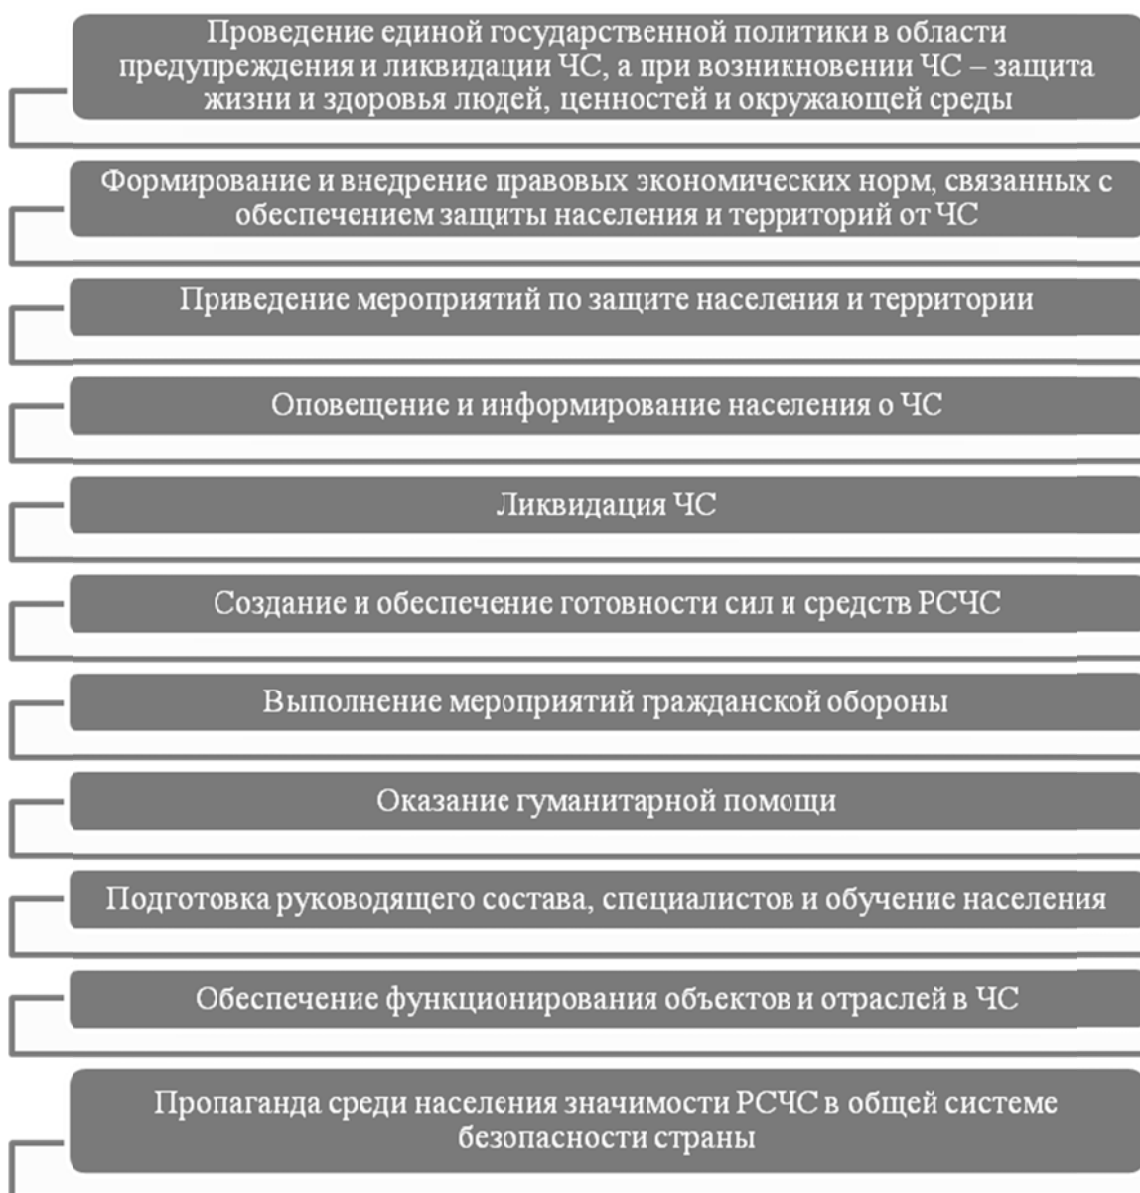 Проведение единой государственной политики в области
предупреждения и ликвидации ЧС, а при возникновении ЧС – защита
жизни и здоровья людей, ценностей и окружающей среды
Формирование и внедрение правовых экономических норм, связанных с
обеспечением защиты населения и территорий от ЧС
Приведение мероприятий по защите населения и территории
Оповещение и информирование населения о ЧС
Ликвидация ЧС
Создание и обеспечение готовности сил и средств РСЧС
Выполнение мероприятий гражданской обороны
Оказание гуманитарной помощи
Подготовка руководящего состава, специалистов и обучение населения
Обеспечение функционирования объектов и отраслей в ЧС
Пропаганда среди населения значимости РСЧС в общей системе
безопасности страны